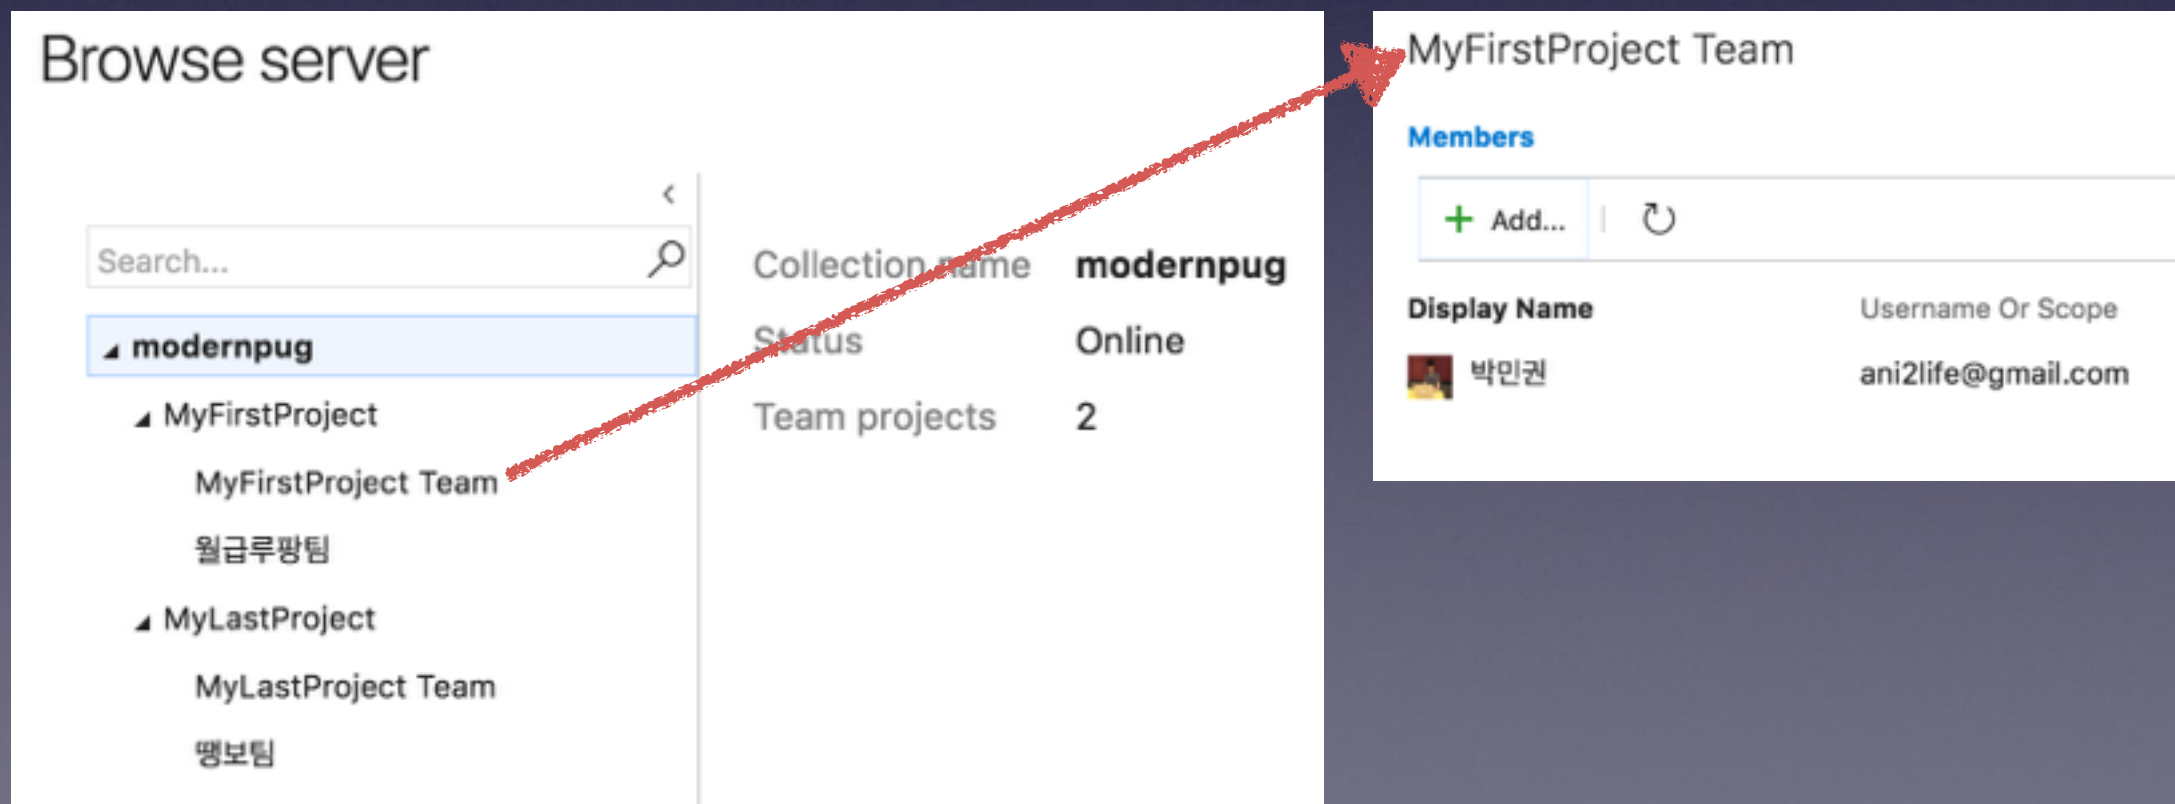 Browse server
Search...
modernpug
MyFirstProject
MyFirstProject Team
월급루팡팀
MyLastProject
MyLastProject Team
땡보팀
Collection name modernpug
Status Online
Team projects 2
MyFirstProject Team
Members
+ Add...
Display Name Username Or Scope
박민권 ani2life@gmail.com